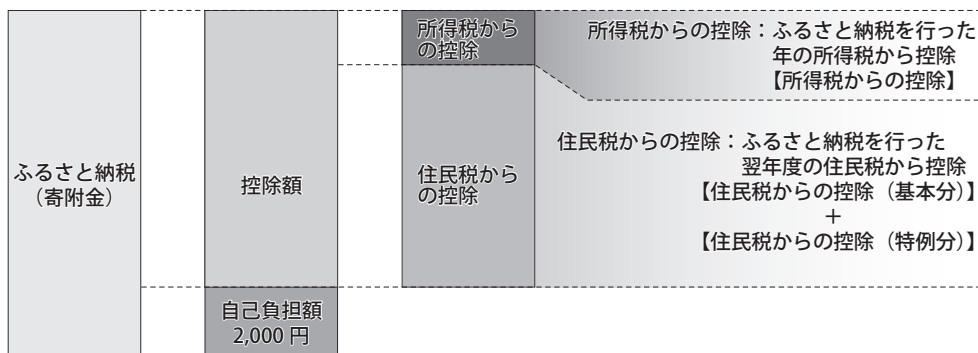 ふるさと納税
（寄附金）
控除額
自己負担額
2,000 円
所得税から
の控除
住民税から
の控除
所得税からの控除：ふるさと納税を行った
年の所得税から控除
【所得税からの控除】
住民税からの控除：ふるさと納税を行った
翌年度の住民税から控除
【住民税からの控除（基本分）】
＋
【住民税からの控除（特例分）】